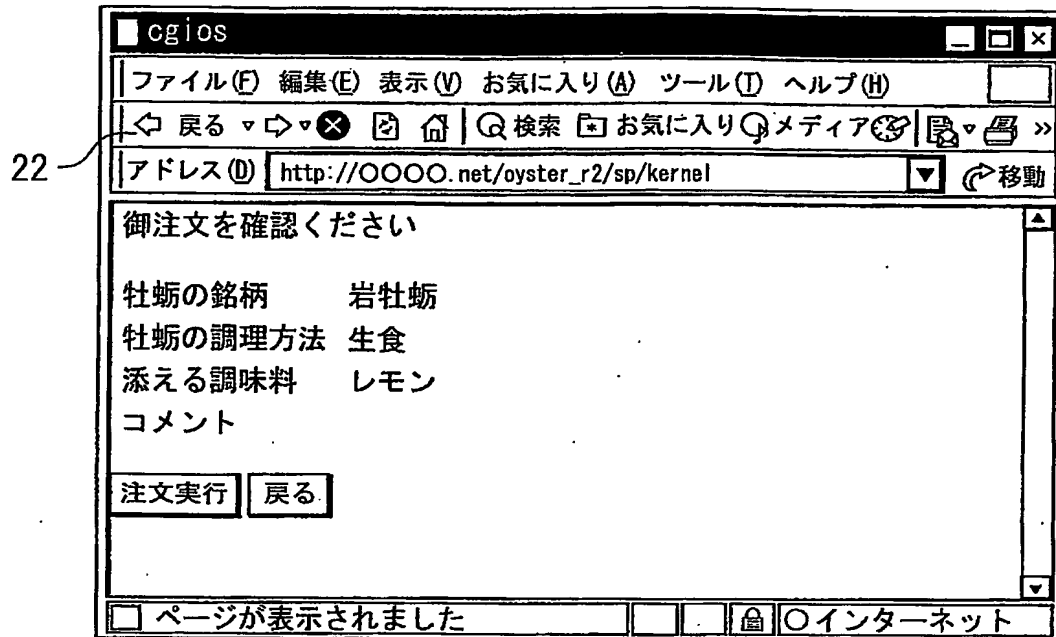 cgios
ファイル(F) 編集(E) 表示(V) お気に入り(A) ツール(T) ヘルプ(H)
戻る 検索 お気に入り メディア »
22
アドレス(D) http://○○○○.net/oyster_r2/sp/kernel 移動
御注文を確認ください
牡蛎の銘柄 岩牡蛎
牡蛎の調理方法 生食
添える調味料 レモン
コメント
注文実行 戻る
ページが表示されました ○インターネット